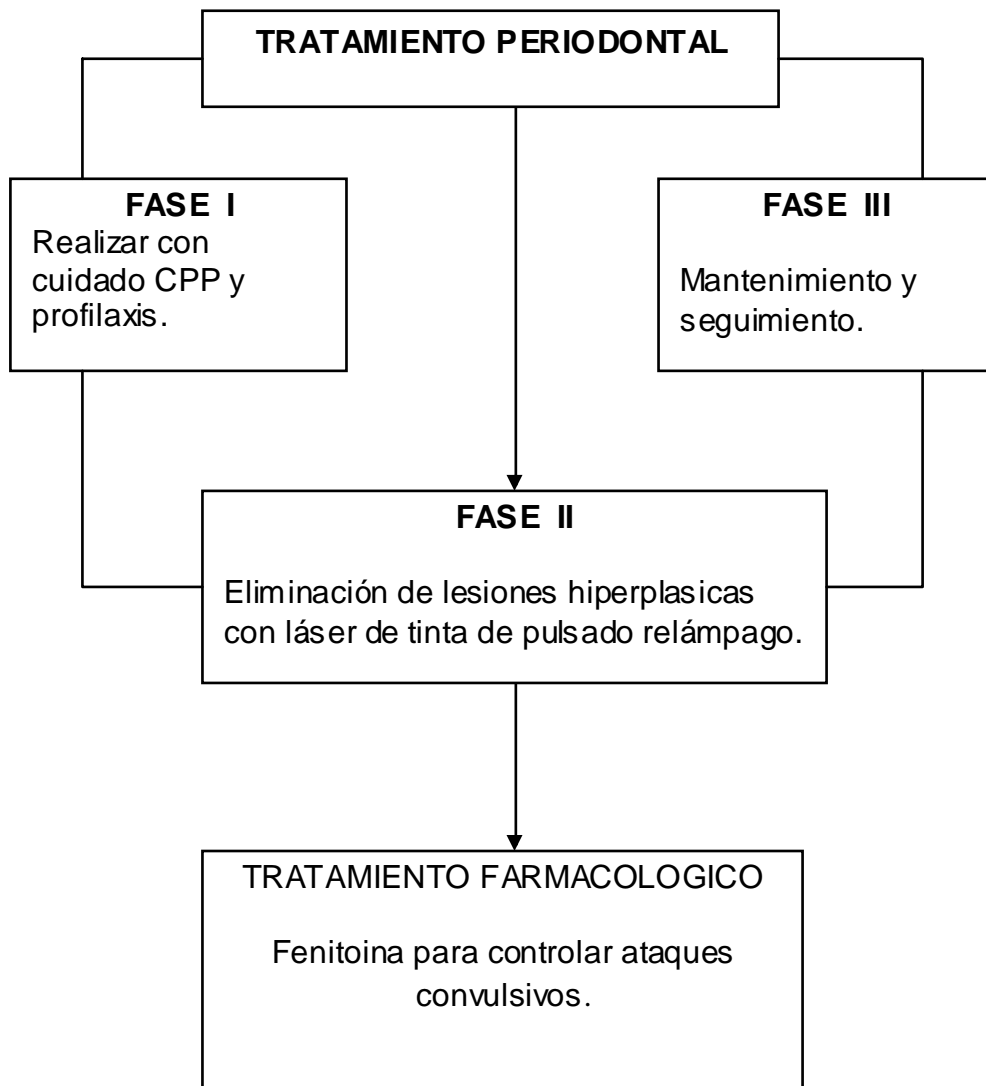 TRATAMIENTO PERIODONTAL
FASE I
Realizar con
cuidado CPP y
profilaxis.
FASE III
Mantenimiento y
seguimiento.
FASE II
Eliminación de lesiones hiperplasicas
con láser de tinta de pulsado relámpago.
TRATAMIENTO FARMACOLOGICO
Fenitoina para controlar ataques
convulsivos.